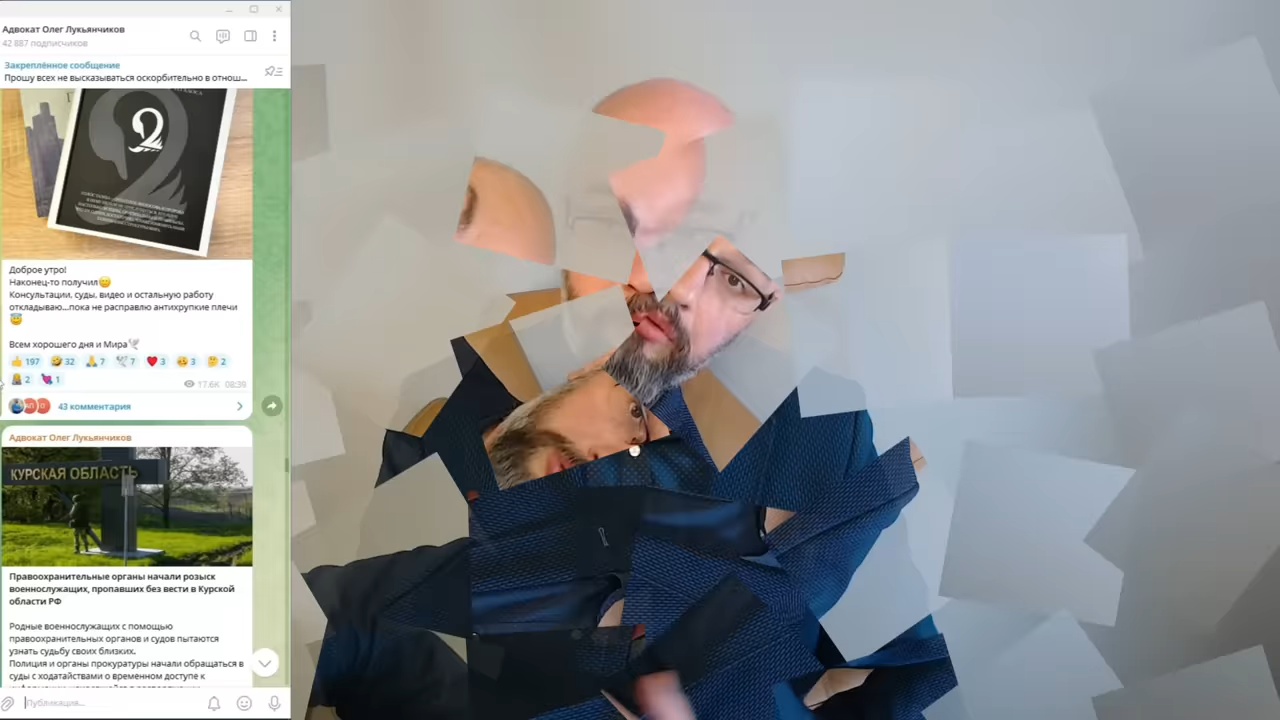 Адвокат Олег Лукьянчиков
42 887 подписчиков
Закреплённое сообщение
Прошу всех не высказываться оскорбительно в отнош...
Доброе утро!
Наконец-то получил
Консультации, суды, видео и остальную работу
откладываю...пока не расправлю антихрупкие плечи
Всем хорошего дня и Мира
197 32 7 7 3 3 2
2 1
17.6K 08:39
43 комментария
Адвокат Олег Лукьянчиков
КУРСКАЯ ОБЛАСТЬ
Правоохранительные органы начали розыск
военнослужащих, пропавших без вести в Курской
области РФ
Родные военнослужащих с помощью
правоохранительных органов и судов пытаются
узнать судьбу своих близких.
Полиция и органы прокуратуры начали обращаться в
суды с ходатайствами о временном доступе к
Публикация...